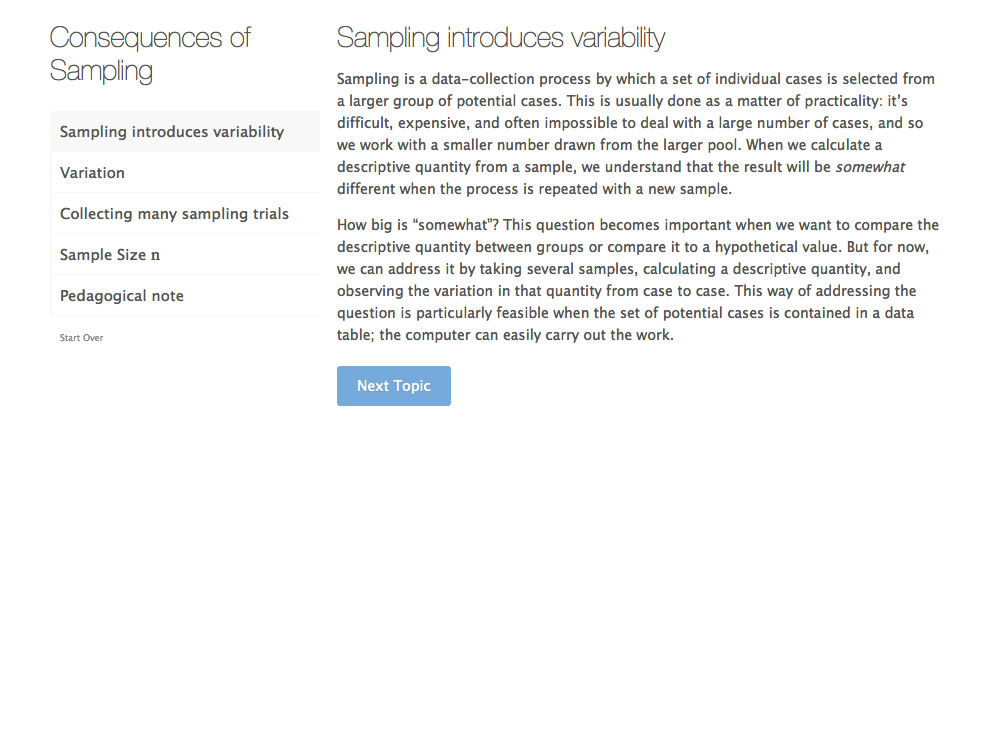 Consequences of
Sampling
Sampling introduces variability
Variation
Collecting many sampling trials
Sample Size n
Pedagogical note
Start Over
Sampling introduces variability
Sampling is a data-collection process by which a set of individual cases is selected from
a larger group of potential cases. This is usually done as a matter of practicality: it’s
difficult, expensive, and often impossible to deal with a large number of cases, and so
we work with a smaller number drawn from the larger pool. When we calculate a
descriptive quantity from a sample, we understand that the result will be somewhat
different when the process is repeated with a new sample.
How big is “somewhat”? This question becomes important when we want to compare the
descriptive quantity between groups or compare it to a hypothetical value. But for now,
we can address it by taking several samples, calculating a descriptive quantity, and
observing the variation in that quantity from case to case. This way of addressing the
question is particularly feasible when the set of potential cases is contained in a data
table; the computer can easily carry out the work.
Next Topic